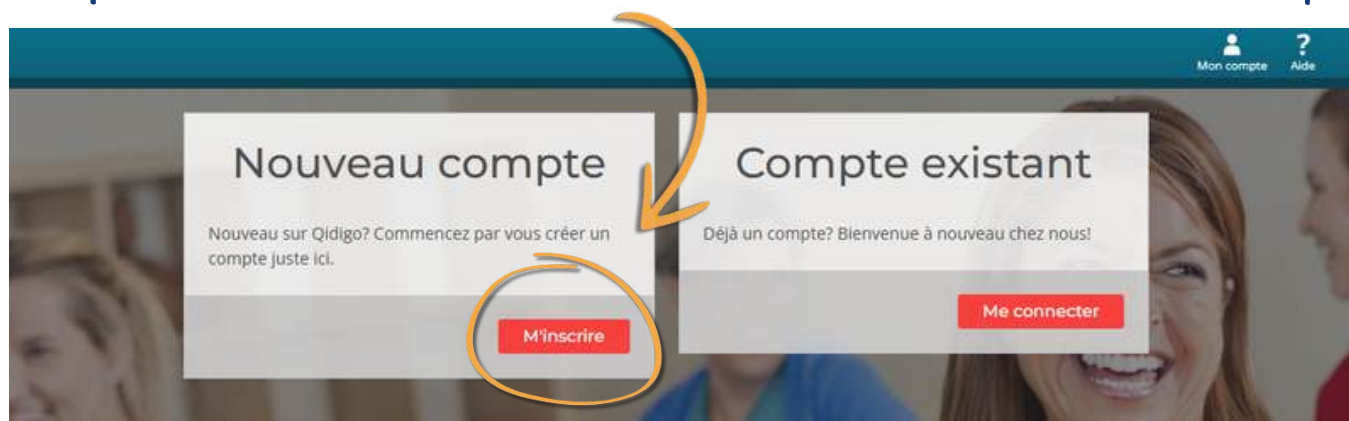 Mon compte
?
Aide
Nouveau compte
Nouveau sur Qidigo? Commencez par vous créer un
compte juste ici.
M'inscrire
Compte existant
Déjà un compte? Bienvenue à nouveau chez nous!
Me connecter